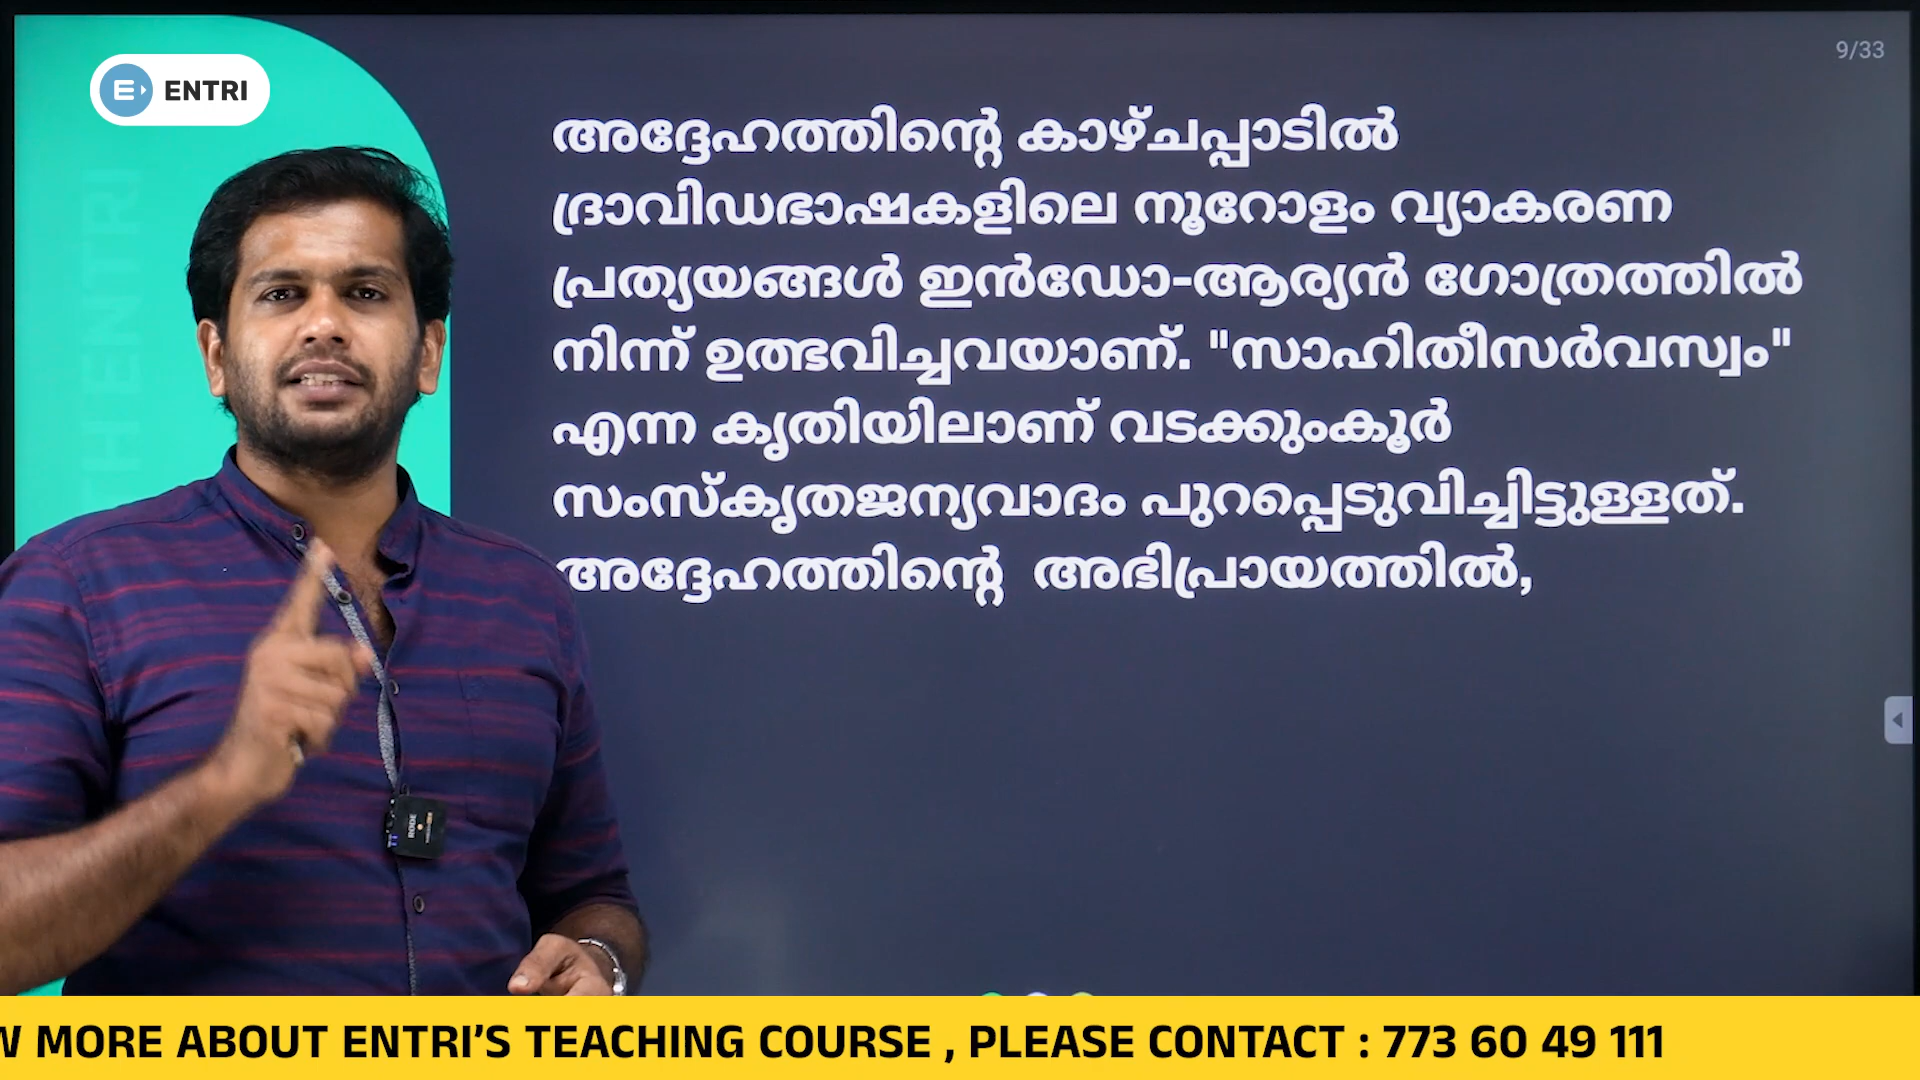 ENTRI
9/33
അദ്ദേഹത്തിന്റെ കാഴ്ചപ്പാടിൽ
ദ്രാവിഡഭാഷകളിലെ നൂറോളം വ്യാകരണ
പ്രത്യയങ്ങൾ ഇൻഡോ-ആര്യൻ ഗോത്രത്തിൽ
നിന്ന് ഉത്ഭവിച്ചവയാണ്. "സാഹിതീസർവസ്വം"
എന്ന കൃതിയിലാണ് വടക്കുംകൂർ
സംസ്കൃതജന്യവാദം പുറപ്പെടുവിച്ചിട്ടുള്ളത്.
അദ്ദേഹത്തിന്റെ അഭിപ്രായത്തിൽ,
RODE
W MORE ABOUT ENTRI'S TEACHING COURSE , PLEASE CONTACT : 773 60 49 111